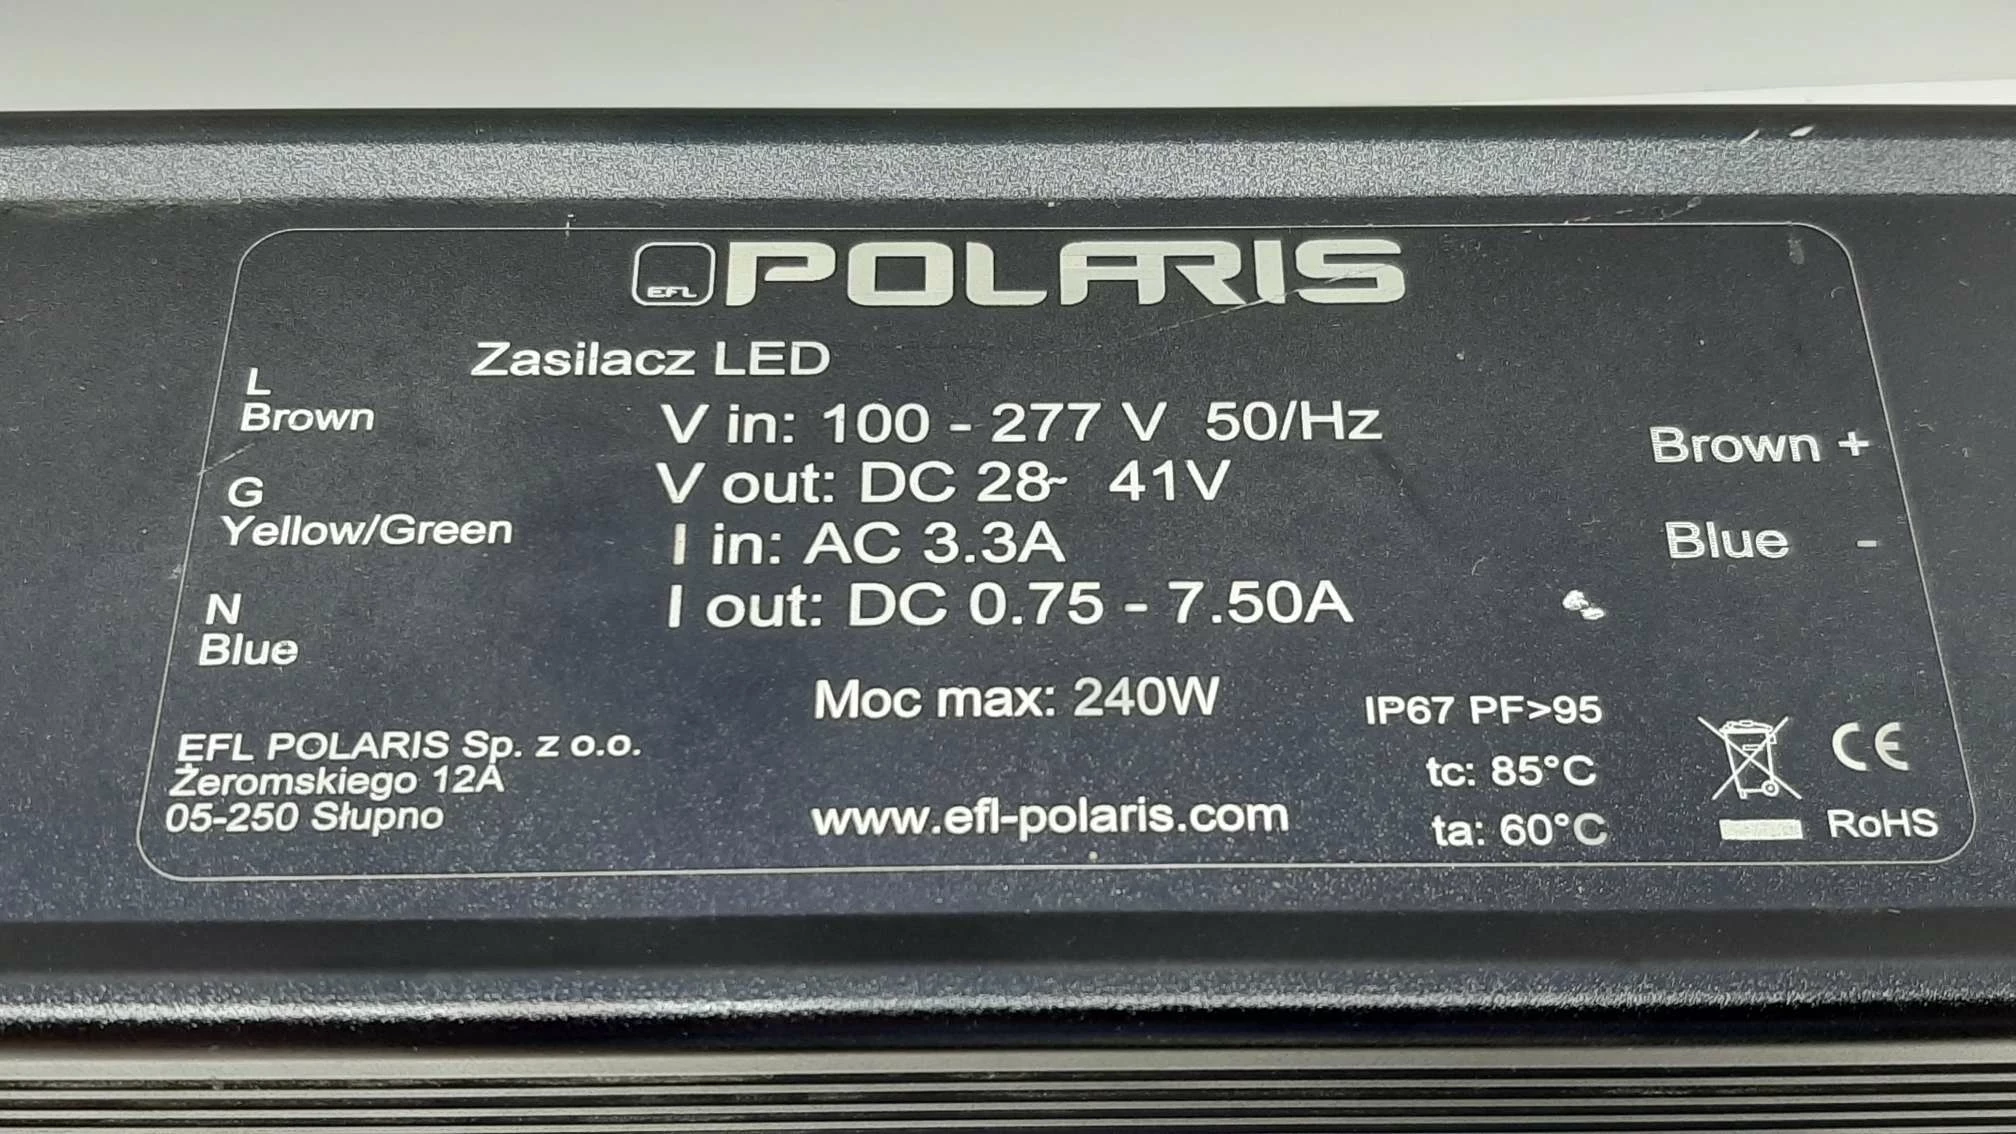 EFL POLARIS
Zasilacz LED
L
Brown
G
Yellow/Green
N
Blue
V in: 100 - 277 V 50/Hz
V out: DC 28~ 41V
I in: AC 3.3A
I out: DC 0.75 - 7.50A
Brown +
Blue -
Moc max: 240W
EFL POLARIS Sp. z o.o.
Żeromskiego 12A
05-250 Słupno
www.efl-polaris.com
IP67 PF>95
tc: 85°C
ta: 60°C
CE
RoHS